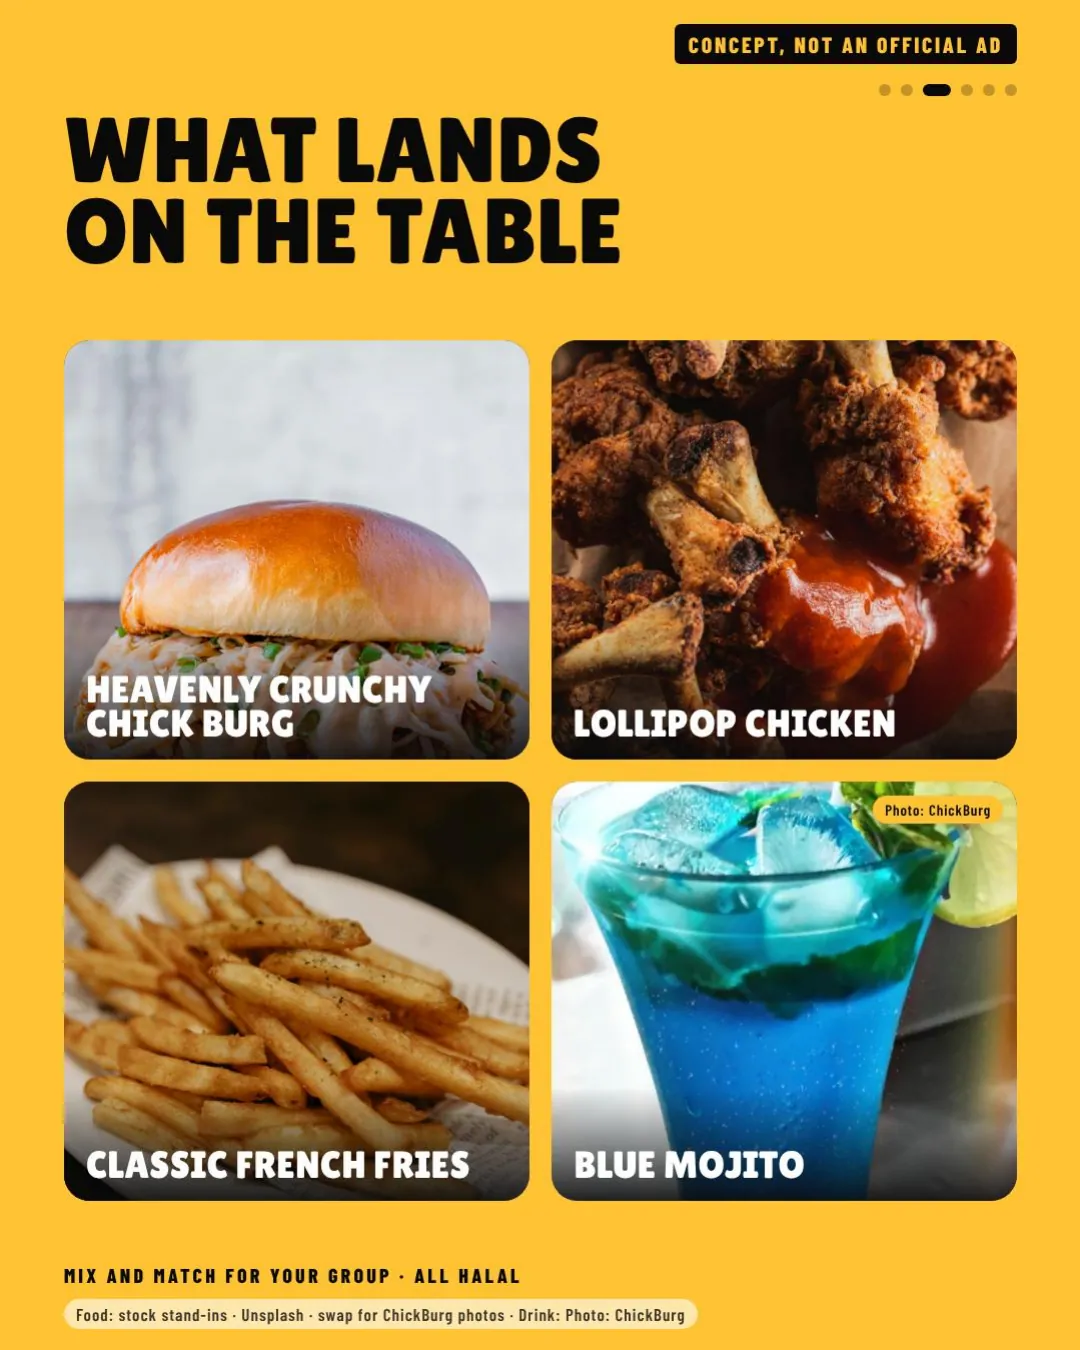 CONCEPT, NOT AN OFFICIAL AD
WHAT LANDS
ON THE TABLE
HEAVENLY CRUNCHY
CHICK BURG
LOLLIPOP CHICKEN
Photo: ChickBurg
CLASSIC FRENCH FRIES
BLUE MOJITO
MIX AND MATCH FOR YOUR GROUP · ALL HALAL
Food: stock stand-ins · Unsplash · swap for ChickBurg photos · Drink: Photo: ChickBurg